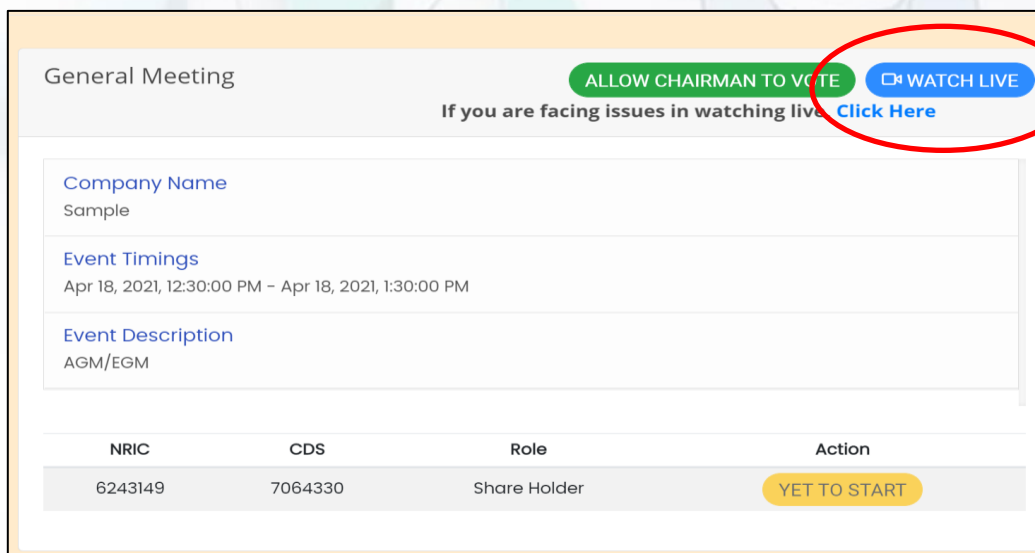 General Meeting
ALLOW CHAIRMAN TO VOTE
WATCH LIVE
If you are facing issues in watching live Click Here
Company Name
Sample
Event Timings
Apr 18, 2021, 12:30:00 PM - Apr 18, 2021, 1:30:00 PM
Event Description
AGM/EGM
NRIC CDS Role Action
6243149 7064330 Share Holder YET TO START